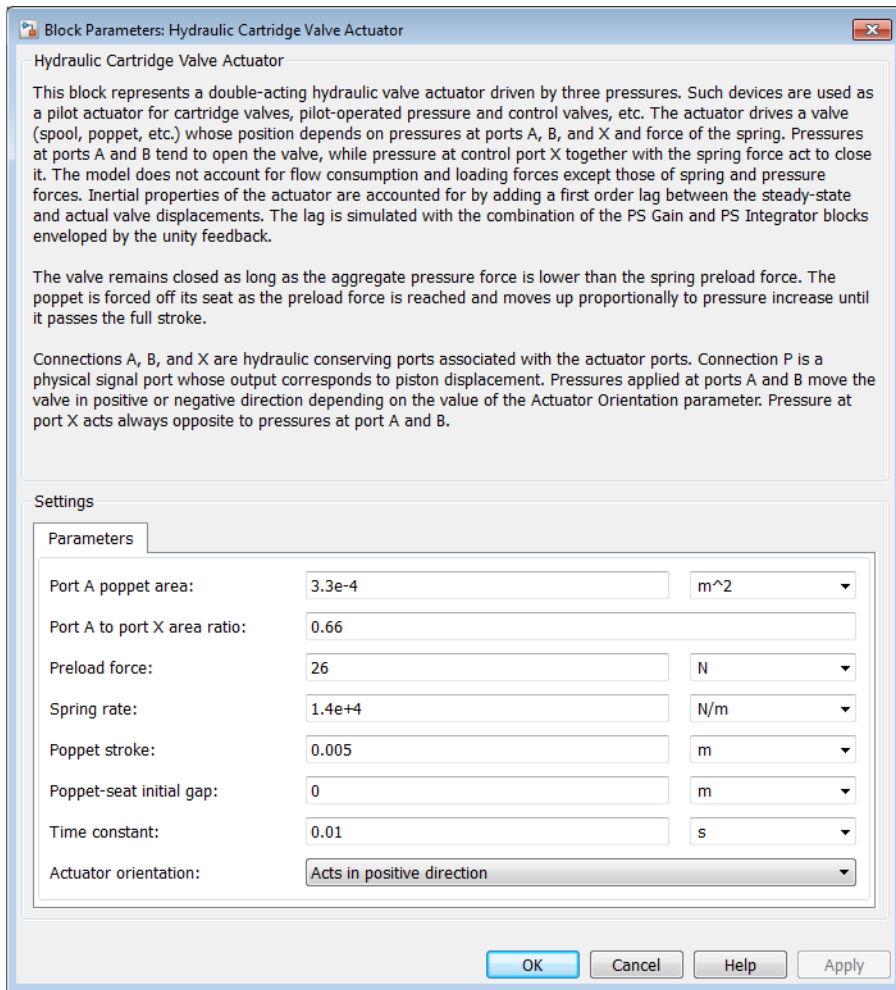 Block Parameters: Hydraulic Cartridge Valve Actuator
Hydraulic Cartridge Valve Actuator
This block represents a double-acting hydraulic valve actuator driven by three pressures. Such devices are used as
a pilot actuator for cartridge valves, pilot-operated pressure and control valves, etc. The actuator drives a valve
(spool, poppet, etc.) whose position depends on pressures at ports A, B, and X and force of the spring. Pressures
at ports A and B tend to open the valve, while pressure at control port X together with the spring force act to close
it. The model does not account for flow consumption and loading forces except those of spring and pressure
forces. Inertial properties of the actuator are accounted for by adding a first order lag between the steady-state
and actual valve displacements. The lag is simulated with the combination of the PS Gain and PS Integrator blocks
enveloped by the unity feedback.
The valve remains closed as long as the aggregate pressure force is lower than the spring preload force. The
poppet is forced off its seat as the preload force is reached and moves up proportionally to pressure increase until
it passes the full stroke.
Connections A, B, and X are hydraulic conserving ports associated with the actuator ports. Connection P is a
physical signal port whose output corresponds to piston displacement. Pressures applied at ports A and B move the
valve in positive or negative direction depending on the value of the Actuator Orientation parameter. Pressure at
port X acts always opposite to pressures at port A and B.
Settings
Parameters
Port A poppet area: 3.3e-4 m^2
Port A to port X area ratio: 0.66
Preload force: 26 N
Spring rate: 1.4e+4 N/m
Poppet stroke: 0.005 m
Poppet-seat initial gap: 0 m
Time constant: 0.01 s
Actuator orientation: Acts in positive direction
OK Cancel Help Apply